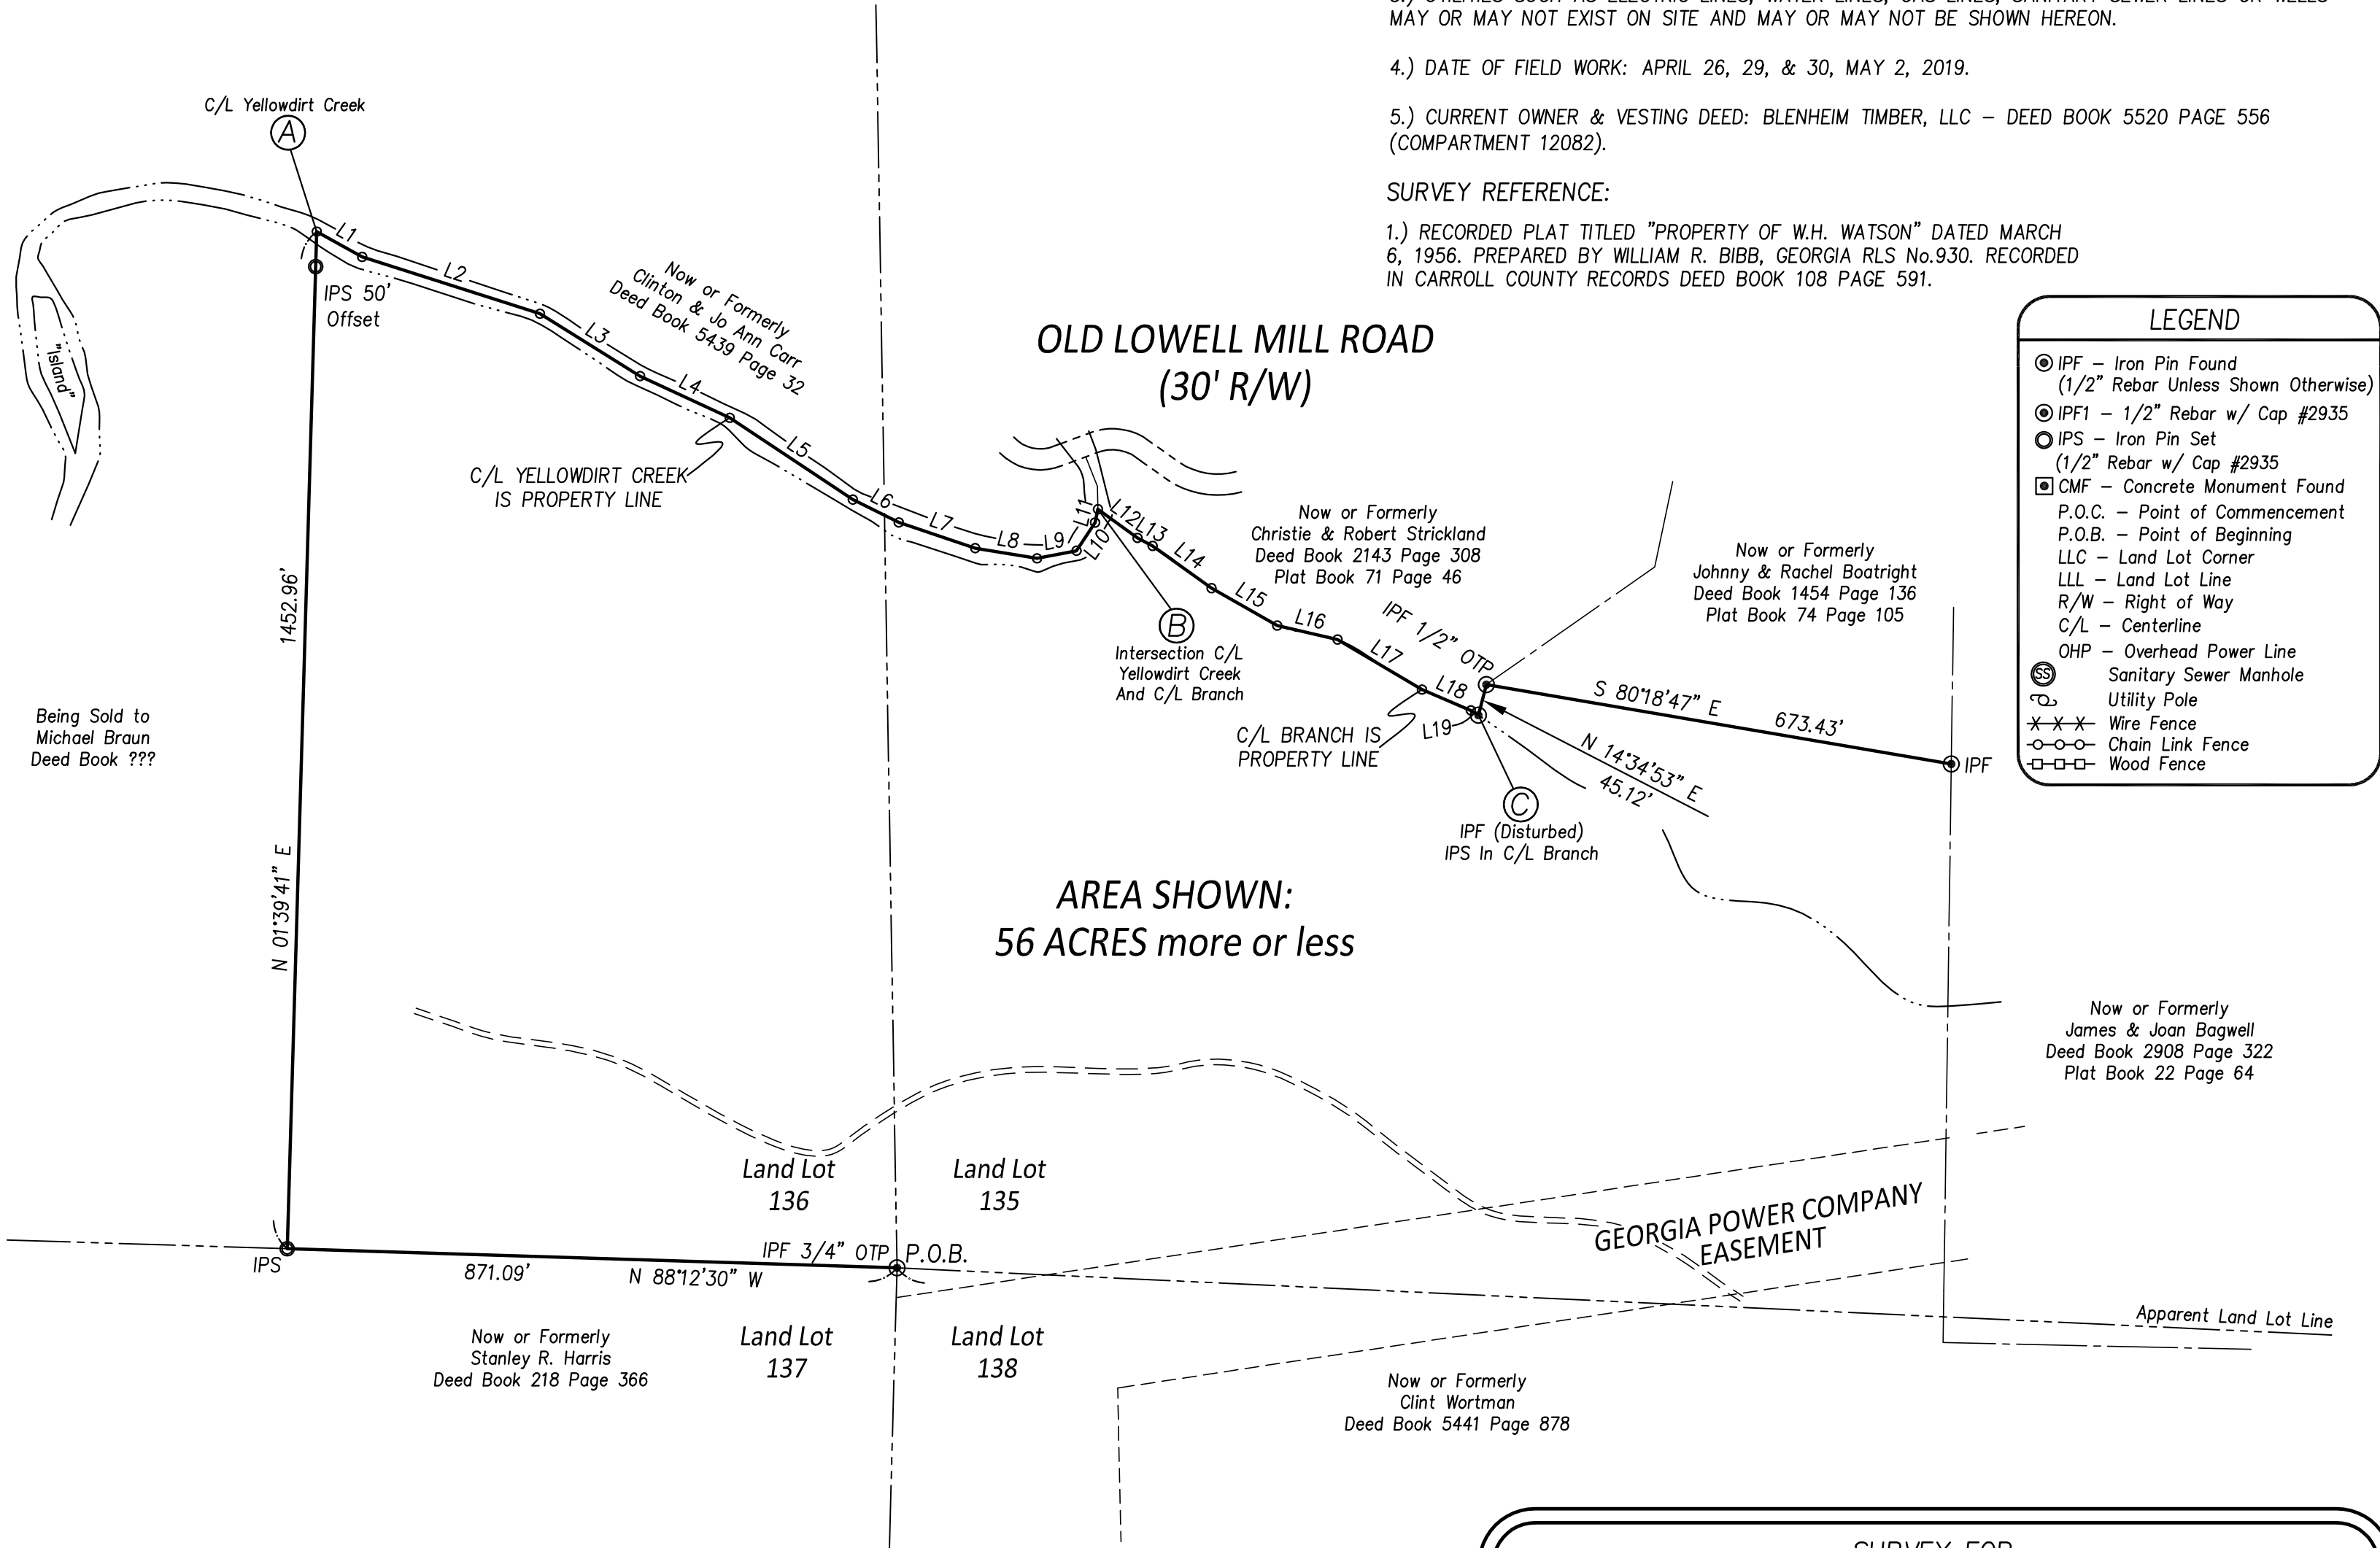 MAY OR MAY NOT EXIST ON SITE AND MAY OR MAY NOT BE SHOWN HEREON.
4.) DATE OF FIELD WORK: APRIL 26, 29, & 30, MAY 2, 2019.
5.) CURRENT OWNER & VESTING DEED: BLENHEIM TIMBER, LLC – DEED BOOK 5520 PAGE 556
(COMPARTMENT 12082).
SURVEY REFERENCE:
1.) RECORDED PLAT TITLED "PROPERTY OF W.H. WATSON" DATED MARCH
6, 1956. PREPARED BY WILLIAM R. BIBB, GEORGIA RLS No.930. RECORDED
IN CARROLL COUNTY RECORDS DEED BOOK 108 PAGE 591.
LEGEND
IPF – Iron Pin Found
(1/2" Rebar Unless Shown Otherwise)
IPF1 – 1/2" Rebar w/ Cap #2935
IPS – Iron Pin Set
(1/2" Rebar w/ Cap #2935
CMF – Concrete Monument Found
P.O.C. – Point of Commencement
P.O.B. – Point of Beginning
LLC – Land Lot Corner
LLL – Land Lot Line
R/W – Right of Way
C/L – Centerline
OHP – Overhead Power Line
SS Sanitary Sewer Manhole
Utility Pole
Wire Fence
Chain Link Fence
Wood Fence
C/L Yellowdirt Creek
A
"Island"
IPS 50'
Offset
L1
L2
L3
L4
L5
L6
L7
L8
L9
L10
L11
L12
L13
L14
L15
L16
L17
L18
L19
Now or Formerly
Clinton & Jo Ann Carr
Deed Book 5439 Page 32
C/L YELLOWDIRT CREEK
IS PROPERTY LINE
OLD LOWELL MILL ROAD
(30' R/W)
Now or Formerly
Christie & Robert Strickland
Deed Book 2143 Page 308
Plat Book 71 Page 46
Now or Formerly
Johnny & Rachel Boatright
Deed Book 1454 Page 136
Plat Book 74 Page 105
B
Intersection C/L
Yellowdirt Creek
And C/L Branch
IPF 1/2" OTP
S 80°18'47" E
673.43'
IPF
C/L BRANCH IS
PROPERTY LINE
N 14°34'53" E
45.12'
C
IPF (Disturbed)
IPS In C/L Branch
1452.96'
N 01°39'41" E
Being Sold to
Michael Braun
Deed Book ???
AREA SHOWN:
56 ACRES more or less
Now or Formerly
James & Joan Bagwell
Deed Book 2908 Page 322
Plat Book 22 Page 64
Land Lot
136
Land Lot
135
GEORGIA POWER COMPANY
EASEMENT
IPS
871.09'
N 88°12'30" W
IPF 3/4" OTP
P.O.B.
Apparent Land Lot Line
Now or Formerly
Stanley R. Harris
Deed Book 218 Page 366
Land Lot
137
Land Lot
138
Now or Formerly
Clint Wortman
Deed Book 5441 Page 878